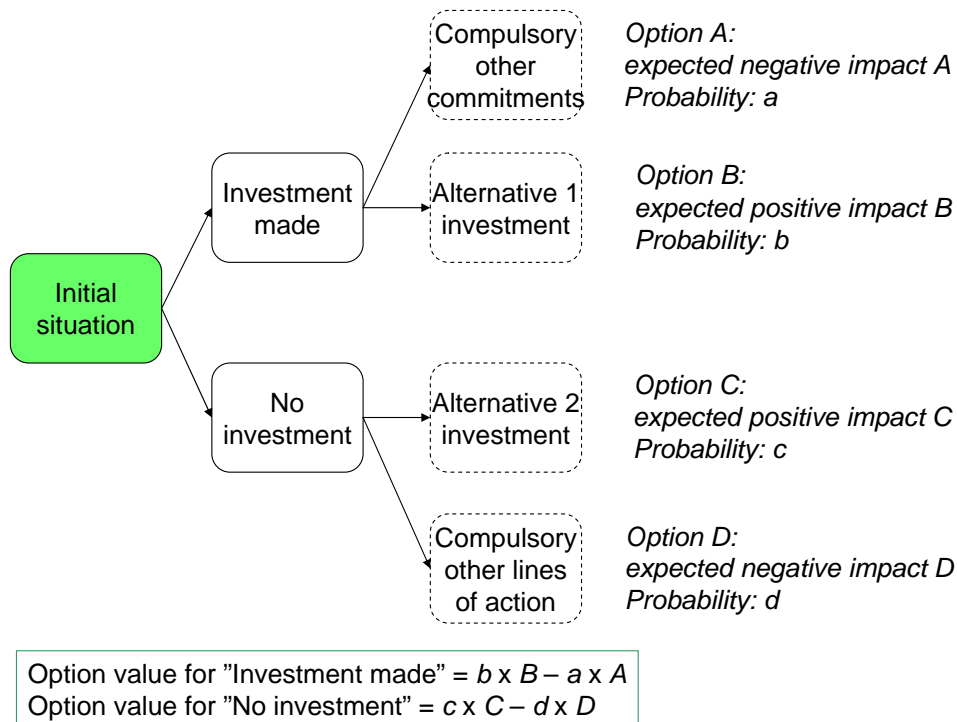 Compulsory
other
commitments
Option A:
expected negative impact A
Probability: a
Investment
made
Alternative 1
investment
Option B:
expected positive impact B
Probability: b
Initial
situation
No
investment
Alternative 2
investment
Option C:
expected positive impact C
Probability: c
Compulsory
other lines
of action
Option D:
expected negative impact D
Probability: d
Option value for ”Investment made” = b x B – a x A
Option value for ”No investment” = c x C – d x D